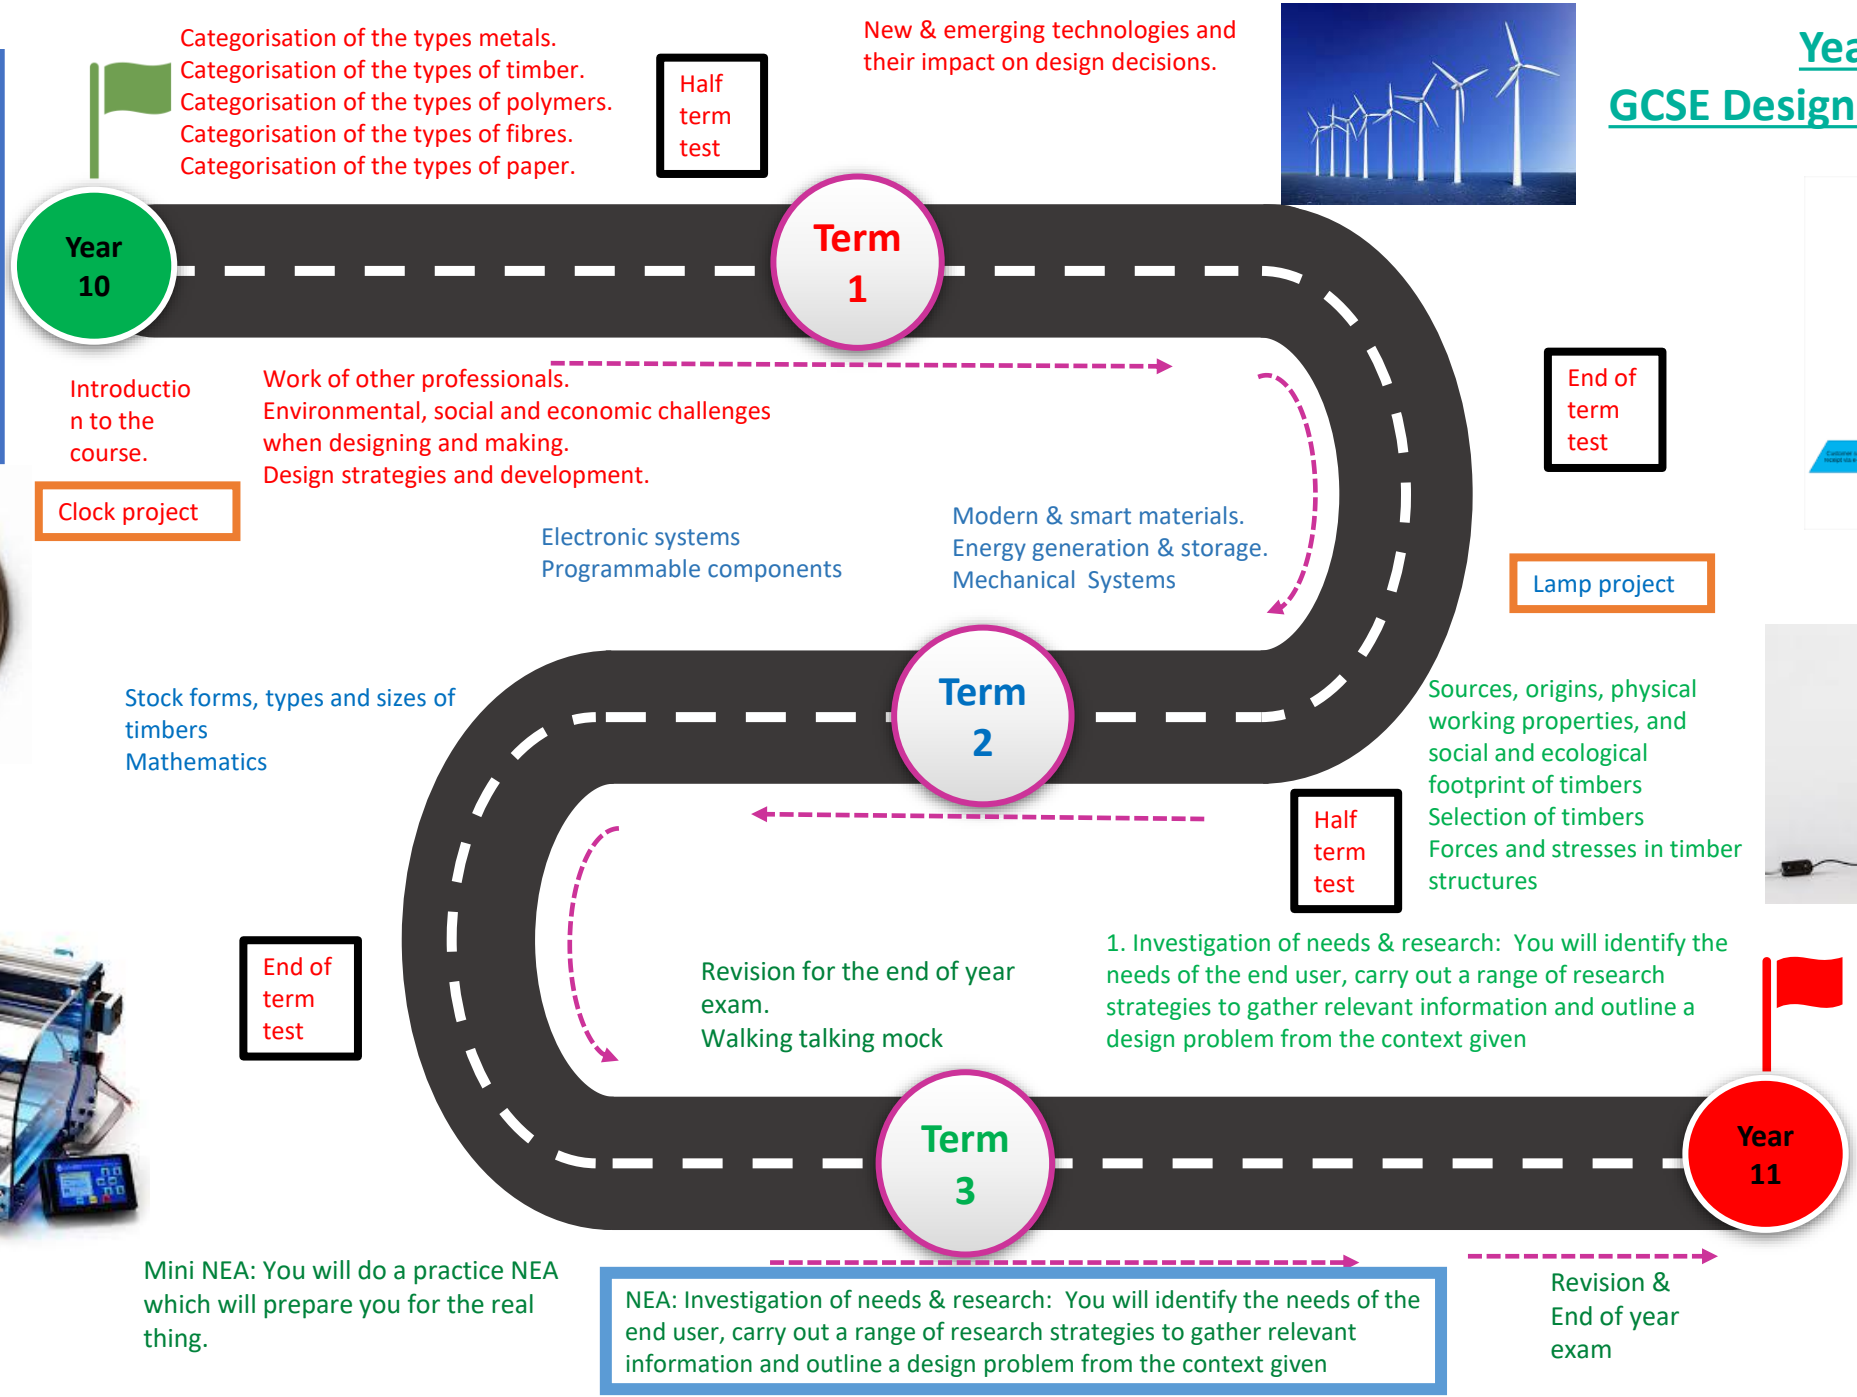 Categorisation of the types metals.
Categorisation of the types of timber.
Categorisation of the types of polymers.
Categorisation of the types of fibres.
Categorisation of the types of paper.
Half
term
test
New & emerging technologies and
their impact on design decisions.
GCSE Design
Year
10
Term
1
Introductio
n to the
course.
Clock project
Work of other professionals.
Environmental, social and economic challenges
when designing and making.
Design strategies and development.
End of
term
test
Electronic systems
Programmable components
Modern & smart materials.
Energy generation & storage.
Mechanical  Systems
Lamp project
Stock forms, types and sizes of
timbers
Mathematics
Term
2
Sources, origins, physical
working properties, and
social and ecological
footprint of timbers
Selection of timbers
Forces and stresses in timber
structures
Half
term
test
End of
term
test
Revision for the end of year
exam.
Walking talking mock
1. Investigation of needs & research:  You will identify the
needs of the end user, carry out a range of research
strategies to gather relevant information and outline a
design problem from the context given
Term
3
Year
11
Mini NEA: You will do a practice NEA
which will prepare you for the real
thing.
NEA: Investigation of needs & research:  You will identify the needs of the
end user, carry out a range of research strategies to gather relevant
information and outline a design problem from the context given
Revision &
End of year
exam